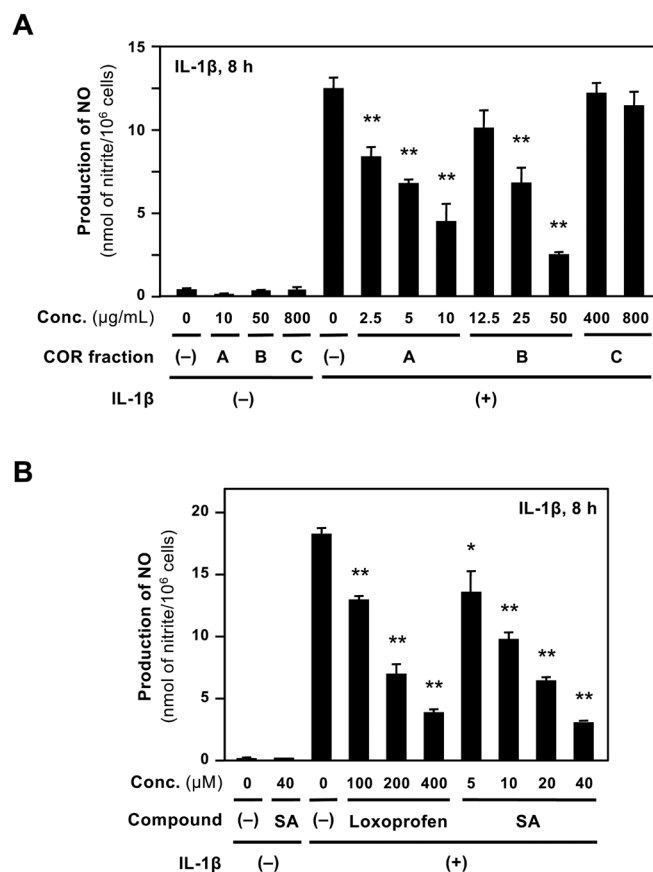 A
Production of NO
(nmol of nitrite/10⁶ cells)
15
10
5
0
IL-1β, 8 h
** ** ** ** **
Conc. (µg/mL) 0 10 50 800 0 2.5 5 10 12.5 25 50 400 800
COR fraction (–) A B C (–) A B C
IL-1β (–) (+)
B
Production of NO
(nmol of nitrite/10⁶ cells)
20
15
10
5
0
IL-1β, 8 h
** ** ** * ** ** **
Conc. (µM) 0 40 0 100 200 400 5 10 20 40
Compound (–) SA (–) Loxoprofen SA
IL-1β (–) (+)